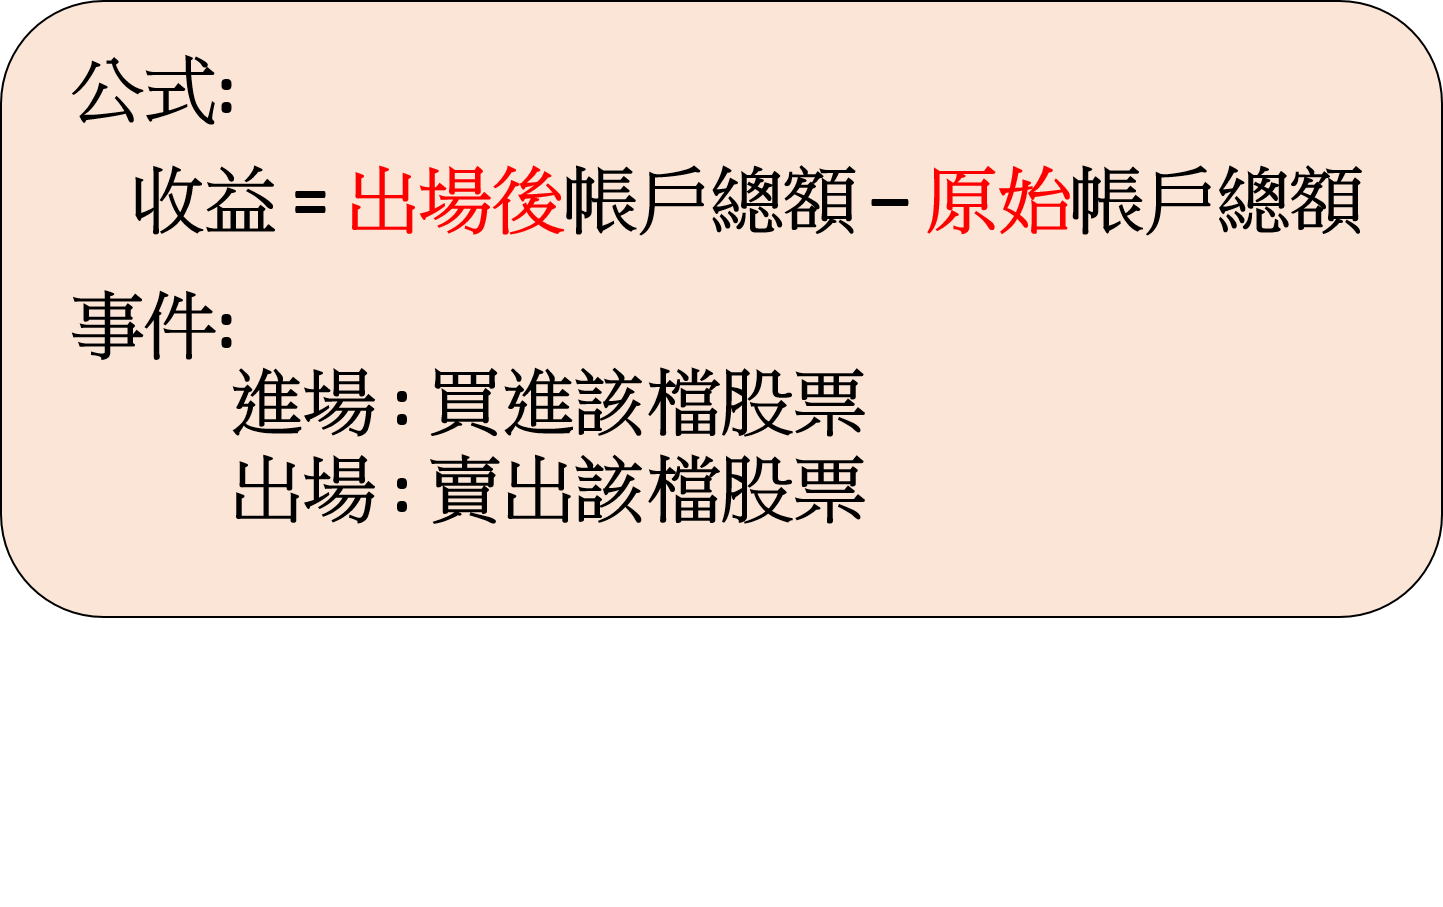 公式:
收益 = 出場後帳戶總額 – 原始帳戶總額
事件:
進場 : 買進該檔股票
出場 : 賣出該檔股票